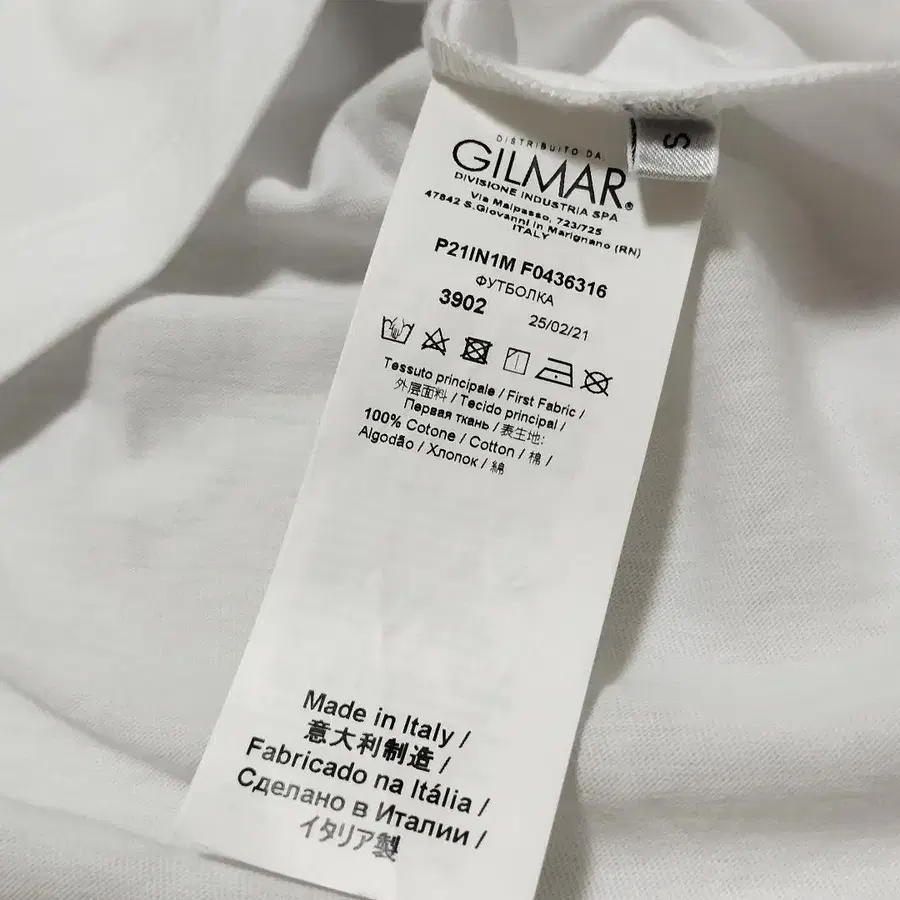 DISTRIBUITO DA:
GILMAR®
DIVISIONE INDUSTRIA SPA
Via Malpasso, 723/725
47842 S.Giovanni in Marignano (RN)
ITALY
S
P21IN1M F0436316
ФУТБОЛКА
3902 25/02/21
Tessuto principale / First Fabric /
外层面料 / Tecido principal /
Первая ткань / 表生地:
100% Cotone / Cotton / 棉 /
Algodão / Хлопок / 綿
Made in Italy /
意大利制造 /
Fabricado na Itália /
Сделано в Италии /
イタリア製